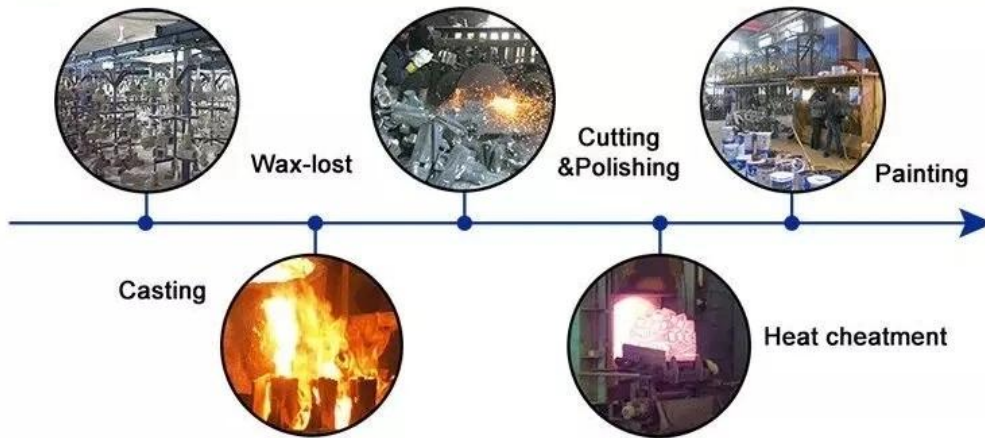 Wax-lost
Cutting
&Polishing
Painting
Casting
Heat cheatment